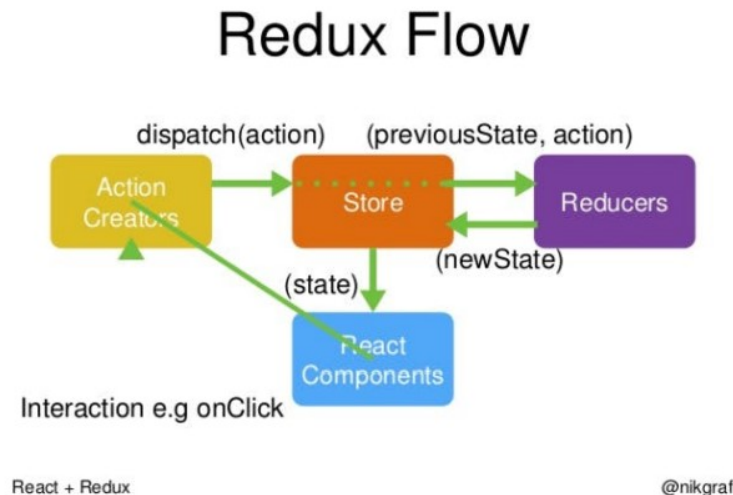 Redux Flow
dispatch(action)
(previousState, action)
Action
Creators
Store
Reducers
(newState)
(state)
React
Components
Interaction e.g onClick
React + Redux
@nikgraf